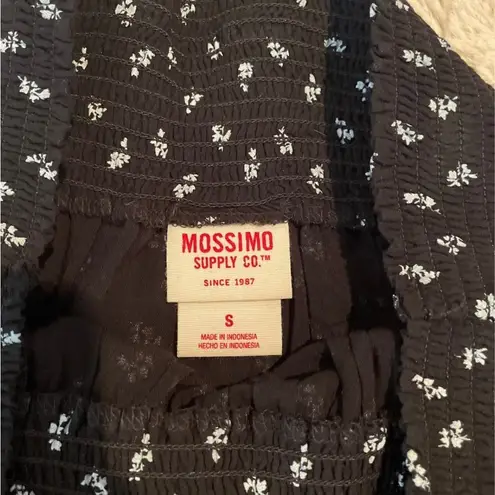 MOSSIMO
SUPPLY CO.™
SINCE 1987
S
MADE IN INDONESIA
HECHO EN INDONESIA